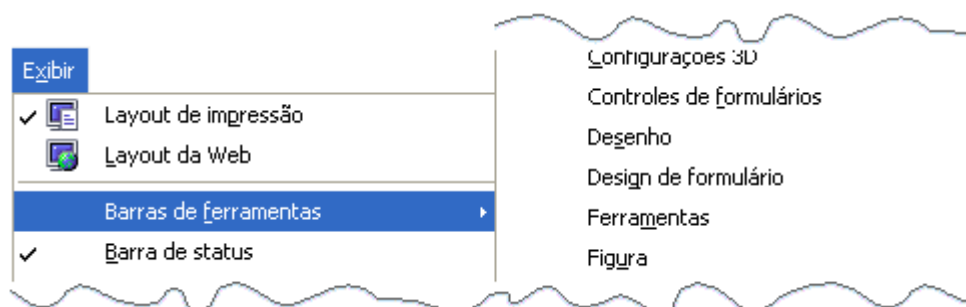 Exibir
Layout de impressão
Layout da Web
Barras de ferramentas
Barra de status
Configurações 3D
Controles de formulários
Desenho
Design de formulário
Ferramentas
Figura